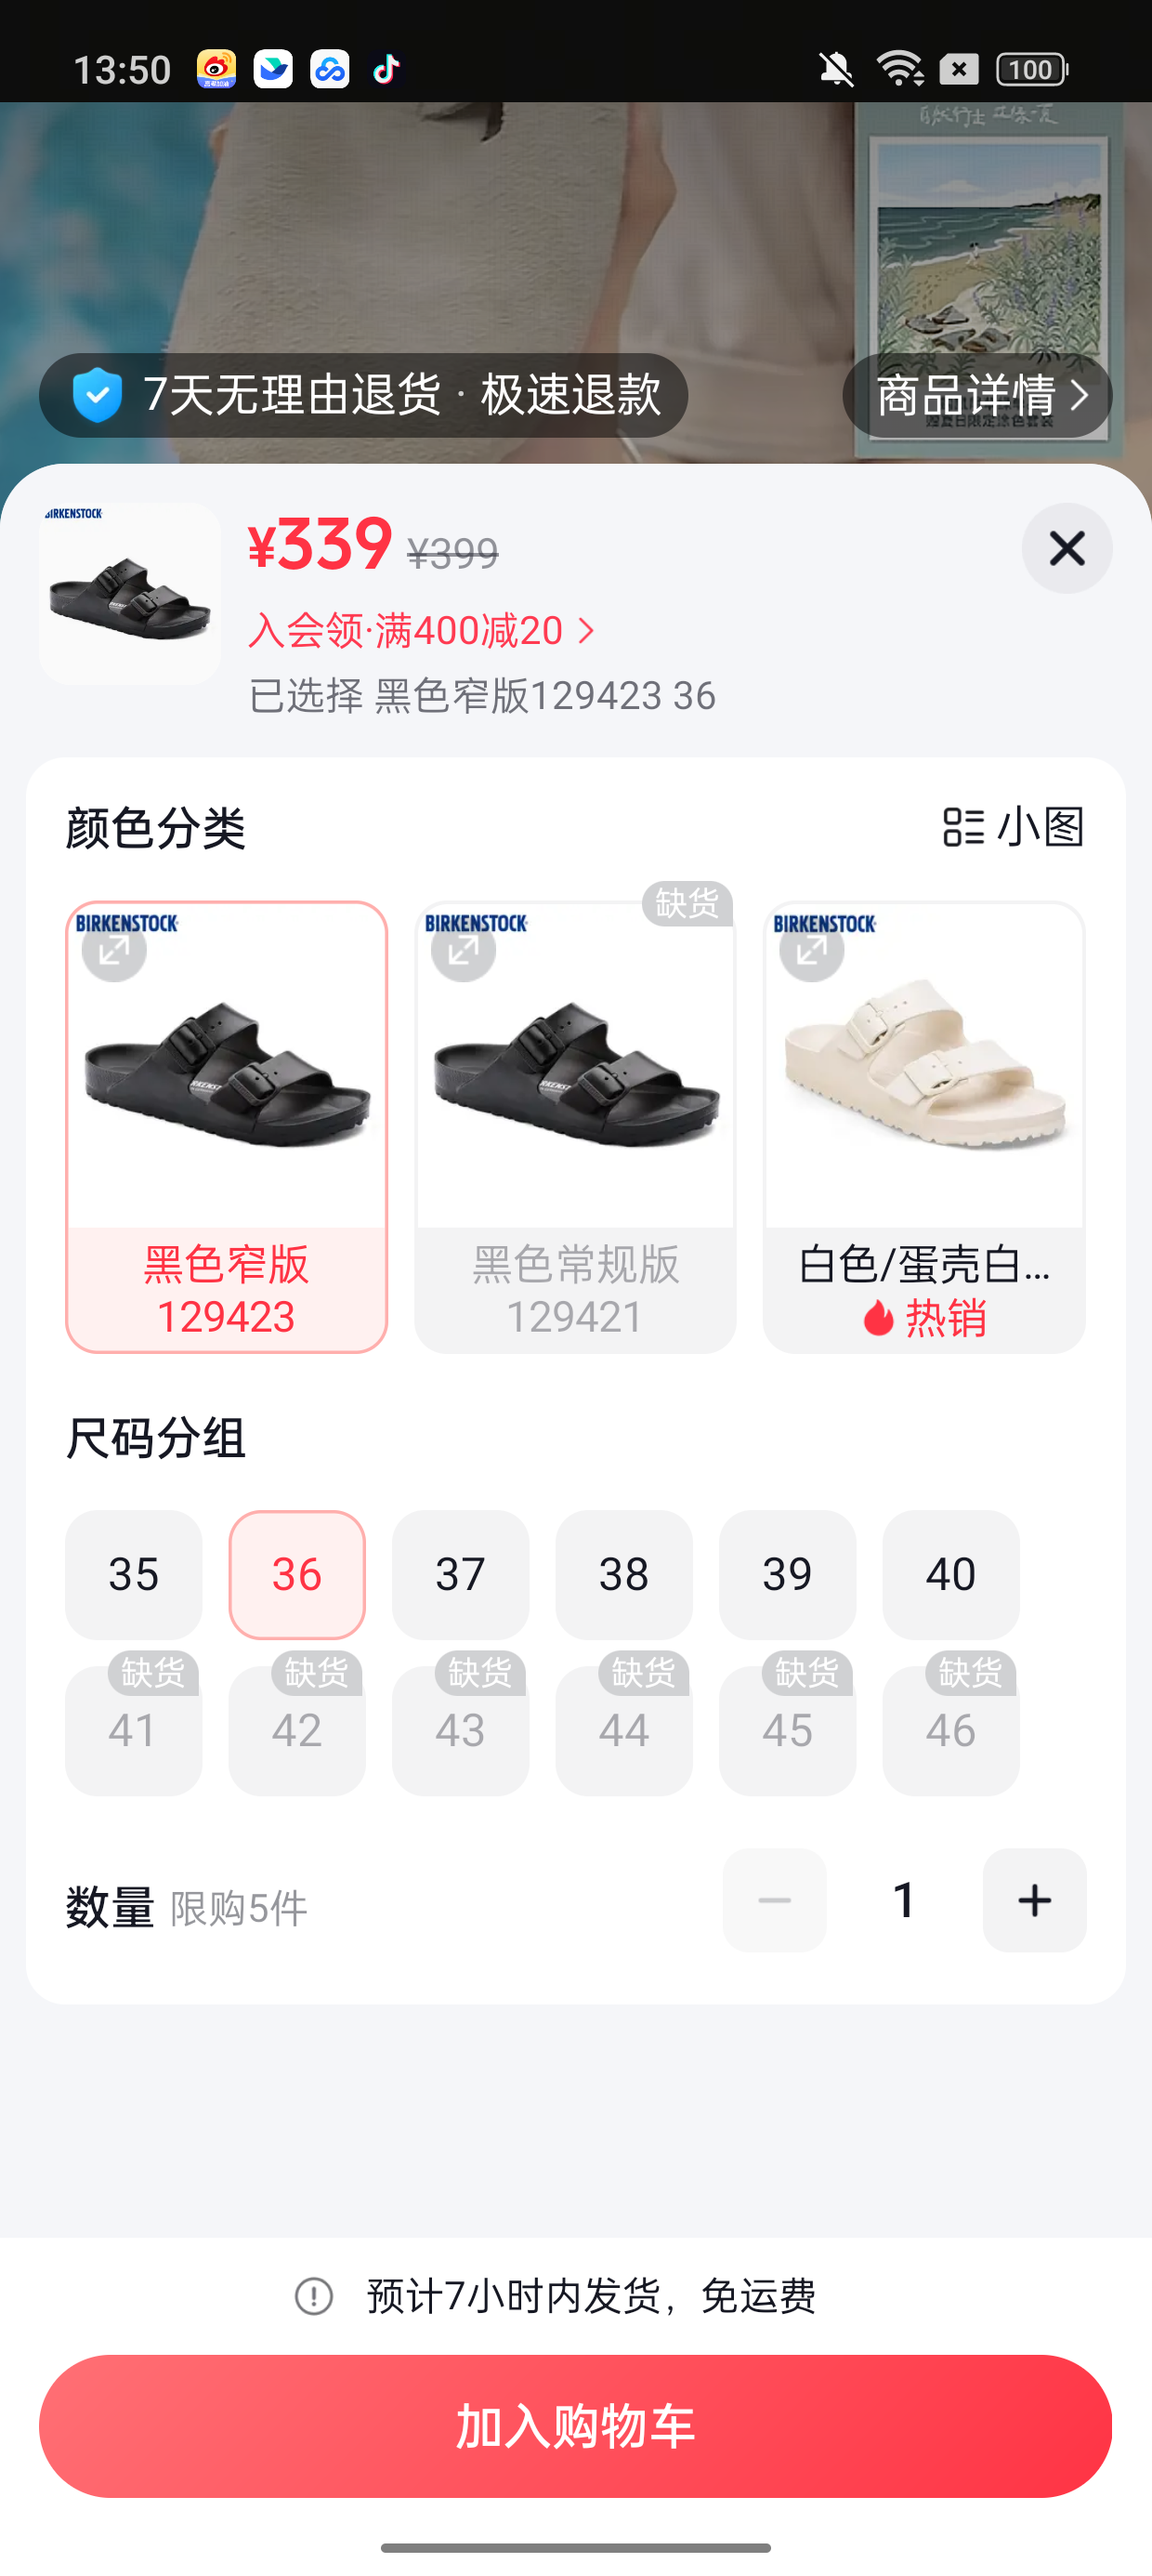 13:50
100
7天无理由退货 · 极速退款
商品详情
BIRKENSTOCK
¥339 ¥399
入会领·满400减20
已选择 黑色窄版129423 36
颜色分类
小图
缺货
BIRKENSTOCK
BIRKENSTOCK
BIRKENSTOCK
黑色窄版
129423
黑色常规版
129421
白色/蛋壳白...
热销
尺码分组
35 36 37 38 39 40
缺货 缺货 缺货 缺货 缺货 缺货
41 42 43 44 45 46
数量 限购5件
1
预计7小时内发货，免运费
加入购物车